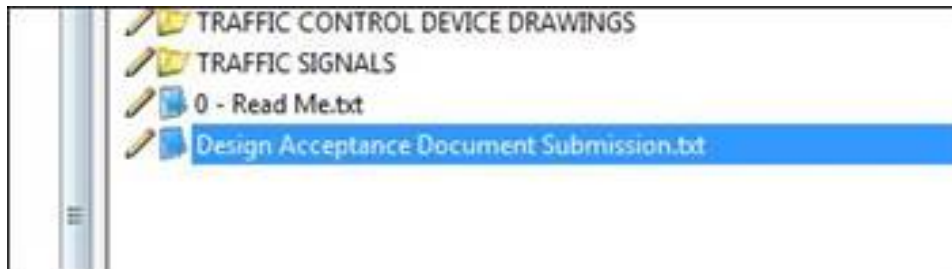 TRAFFIC CONTROL DEVICE DRAWINGS
TRAFFIC SIGNALS
0 - Read Me.txt
Design Acceptance Document Submission.txt